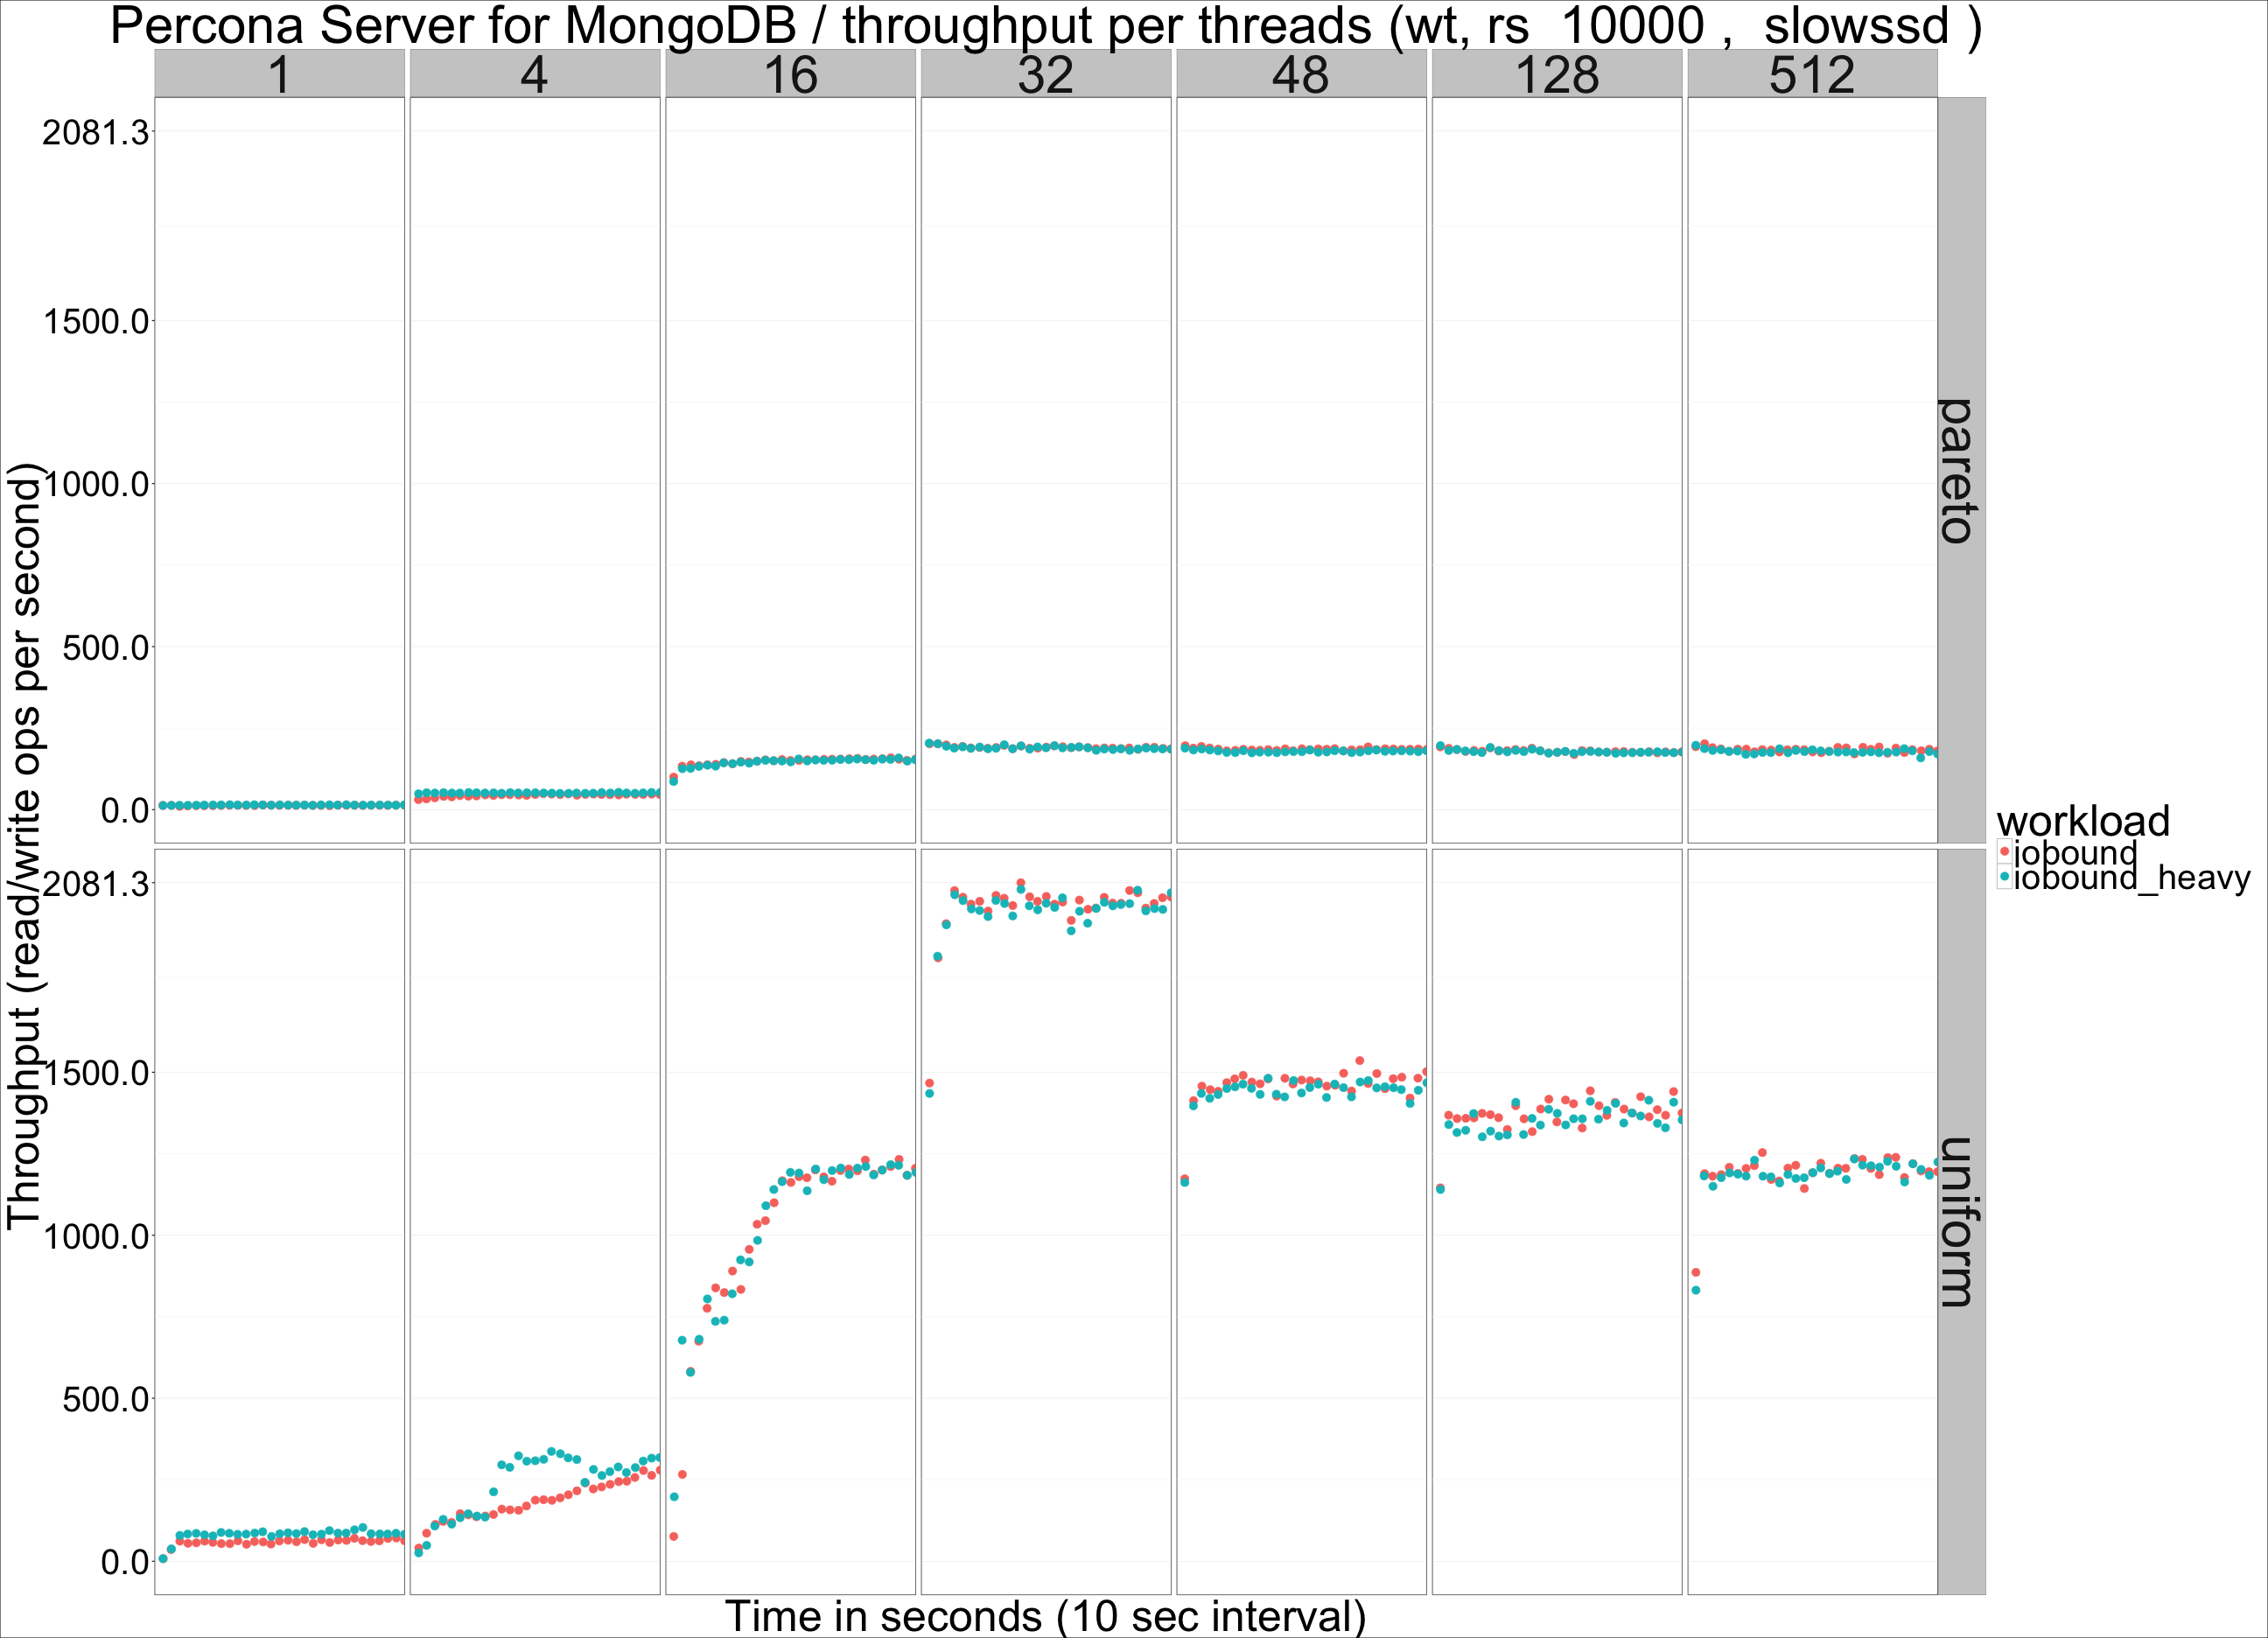 Percona Server for MongoDB / throughput per threads (wt, rs  10000 ,  slowssd )
1 4 16 32 48 128 512
2081.3
1500.0
1000.0
500.0
0.0
pareto
2081.3
1500.0
1000.0
500.0
0.0
uniform
Throughput (read/write ops per second)
Time in seconds (10 sec interval)
workload
iobound
iobound_heavy